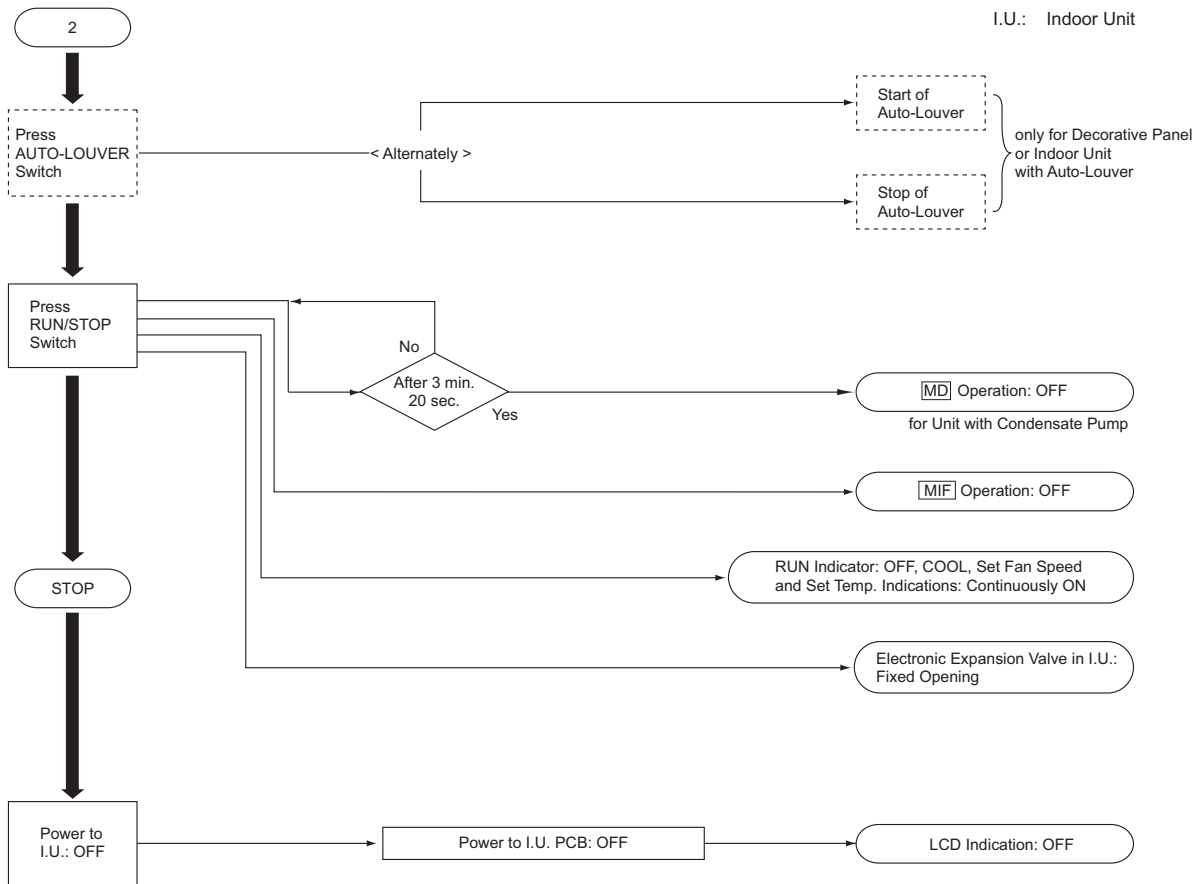 2
I.U.: Indoor Unit
Press
AUTO-LOUVER
Switch
< Alternately >
Start of
Auto-Louver
Stop of
Auto-Louver
only for Decorative Panel
or Indoor Unit
with Auto-Louver
Press
RUN/STOP
Switch
No
After 3 min.
20 sec.
Yes
MD Operation: OFF
for Unit with Condensate Pump
MIF Operation: OFF
RUN Indicator: OFF, COOL, Set Fan Speed
and Set Temp. Indications: Continuously ON
STOP
Electronic Expansion Valve in I.U.:
Fixed Opening
Power to
I.U.: OFF
Power to I.U. PCB: OFF
LCD Indication: OFF